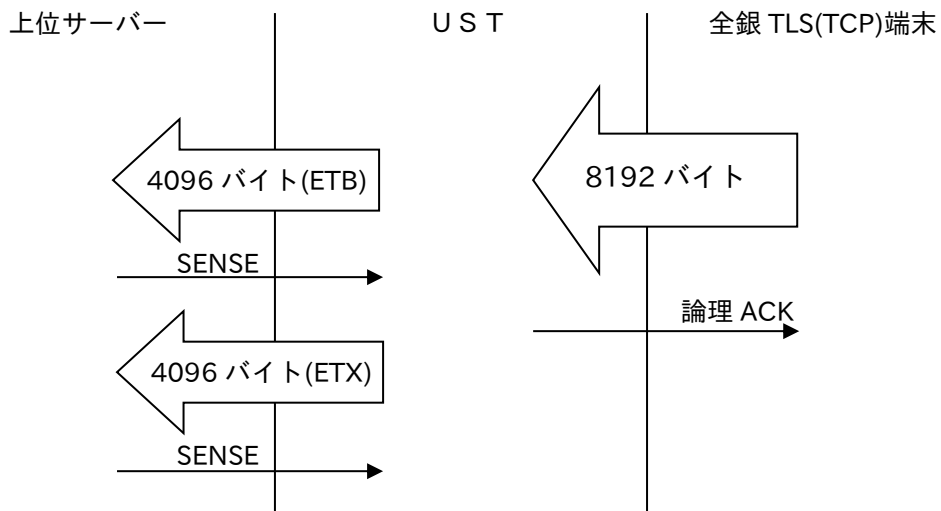 上位サーバー
ＵＳＴ
全銀 TLS(TCP)端末
4096 バイト(ETB)
8192 バイト
SENSE
論理 ACK
4096 バイト(ETX)
SENSE